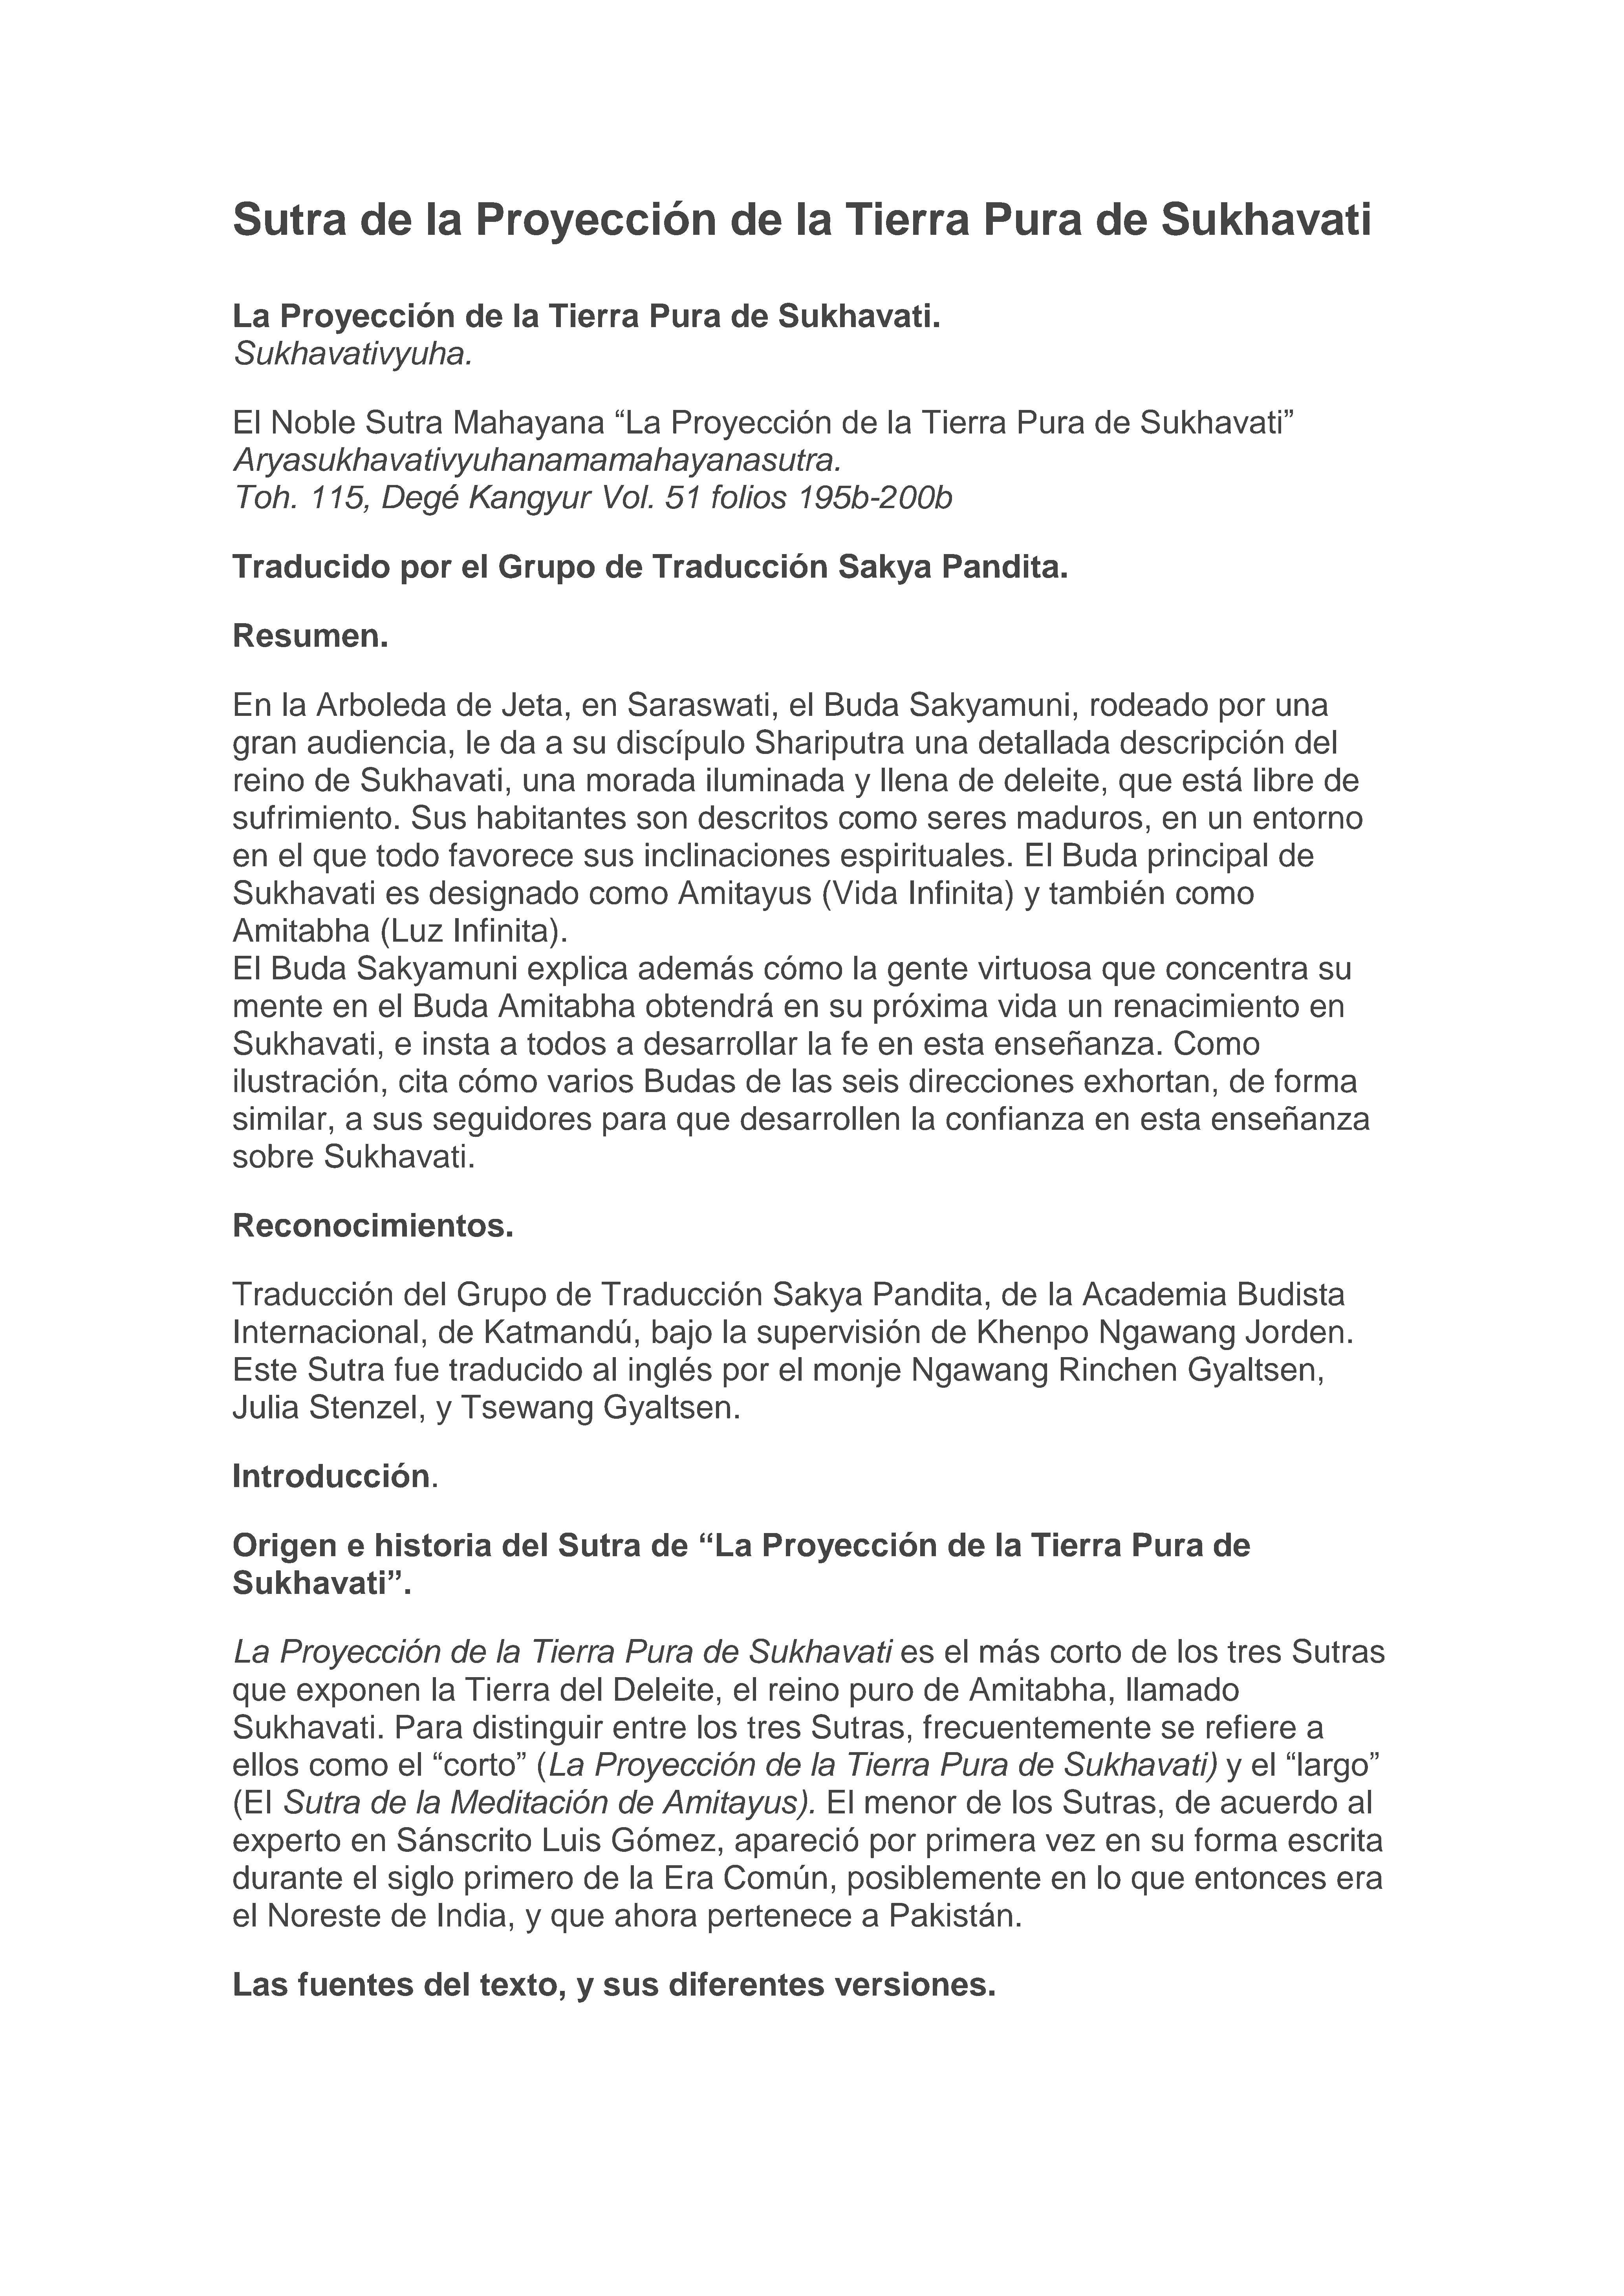 Sutra de la Proyección de la Tierra Pura de Sukhavati
La Proyección de la Tierra Pura de Sukhavati.
Sukhavativyuha.
El Noble Sutra Mahayana “La Proyección de la Tierra Pura de Sukhavati”
Aryasukhavativyuhanamamahayanasutra.
Toh. 115, Degé Kangyur Vol. 51 folios 195b-200b
Traducido por el Grupo de Traducción Sakya Pandita.
Resumen.
En la Arboleda de Jeta, en Saraswati, el Buda Sakyamuni, rodeado por una
gran audiencia, le da a su discípulo Shariputra una detallada descripción del
reino de Sukhavati, una morada iluminada y llena de deleite, que está libre de
sufrimiento. Sus habitantes son descritos como seres maduros, en un entorno
en el que todo favorece sus inclinaciones espirituales. El Buda principal de
Sukhavati es designado como Amitayus (Vida Infinita) y también como
Amitabha (Luz Infinita).
El Buda Sakyamuni explica además cómo la gente virtuosa que concentra su
mente en el Buda Amitabha obtendrá en su próxima vida un renacimiento en
Sukhavati, e insta a todos a desarrollar la fe en esta enseñanza. Como
ilustración, cita cómo varios Budas de las seis direcciones exhortan, de forma
similar, a sus seguidores para que desarrollen la confianza en esta enseñanza
sobre Sukhavati.
Reconocimientos.
Traducción del Grupo de Traducción Sakya Pandita, de la Academia Budista
Internacional, de Katmandú, bajo la supervisión de Khenpo Ngawang Jorden.
Este Sutra fue traducido al inglés por el monje Ngawang Rinchen Gyaltsen,
Julia Stenzel, y Tsewang Gyaltsen.
Introducción.
Origen e historia del Sutra de “La Proyección de la Tierra Pura de
Sukhavati”.
La Proyección de la Tierra Pura de Sukhavati es el más corto de los tres Sutras
que exponen la Tierra del Deleite, el reino puro de Amitabha, llamado
Sukhavati. Para distinguir entre los tres Sutras, frecuentemente se refiere a
ellos como el “corto” (La Proyección de la Tierra Pura de Sukhavati) y el “largo”
(El Sutra de la Meditación de Amitayus). El menor de los Sutras, de acuerdo al
experto en Sánscrito Luis Gómez, apareció por primera vez en su forma escrita
durante el siglo primero de la Era Común, posiblemente en lo que entonces era
el Noreste de India, y que ahora pertenece a Pakistán.
Las fuentes del texto, y sus diferentes versiones.